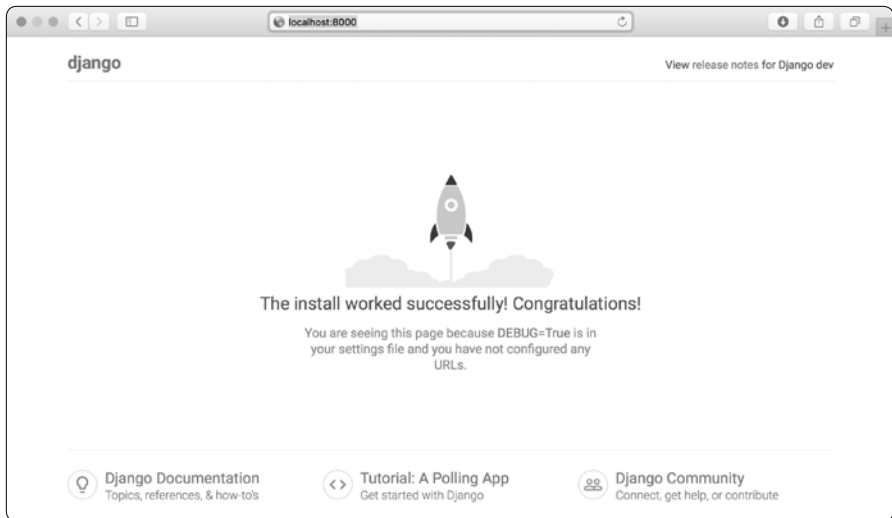 localhost:8000
django
View release notes for Django dev
The install worked successfully! Congratulations!
You are seeing this page because DEBUG=True is in
your settings file and you have not configured any
URLs.
Django Documentation
Topics, references, & how-to's
Tutorial: A Polling App
Get started with Django
Django Community
Connect, get help, or contribute